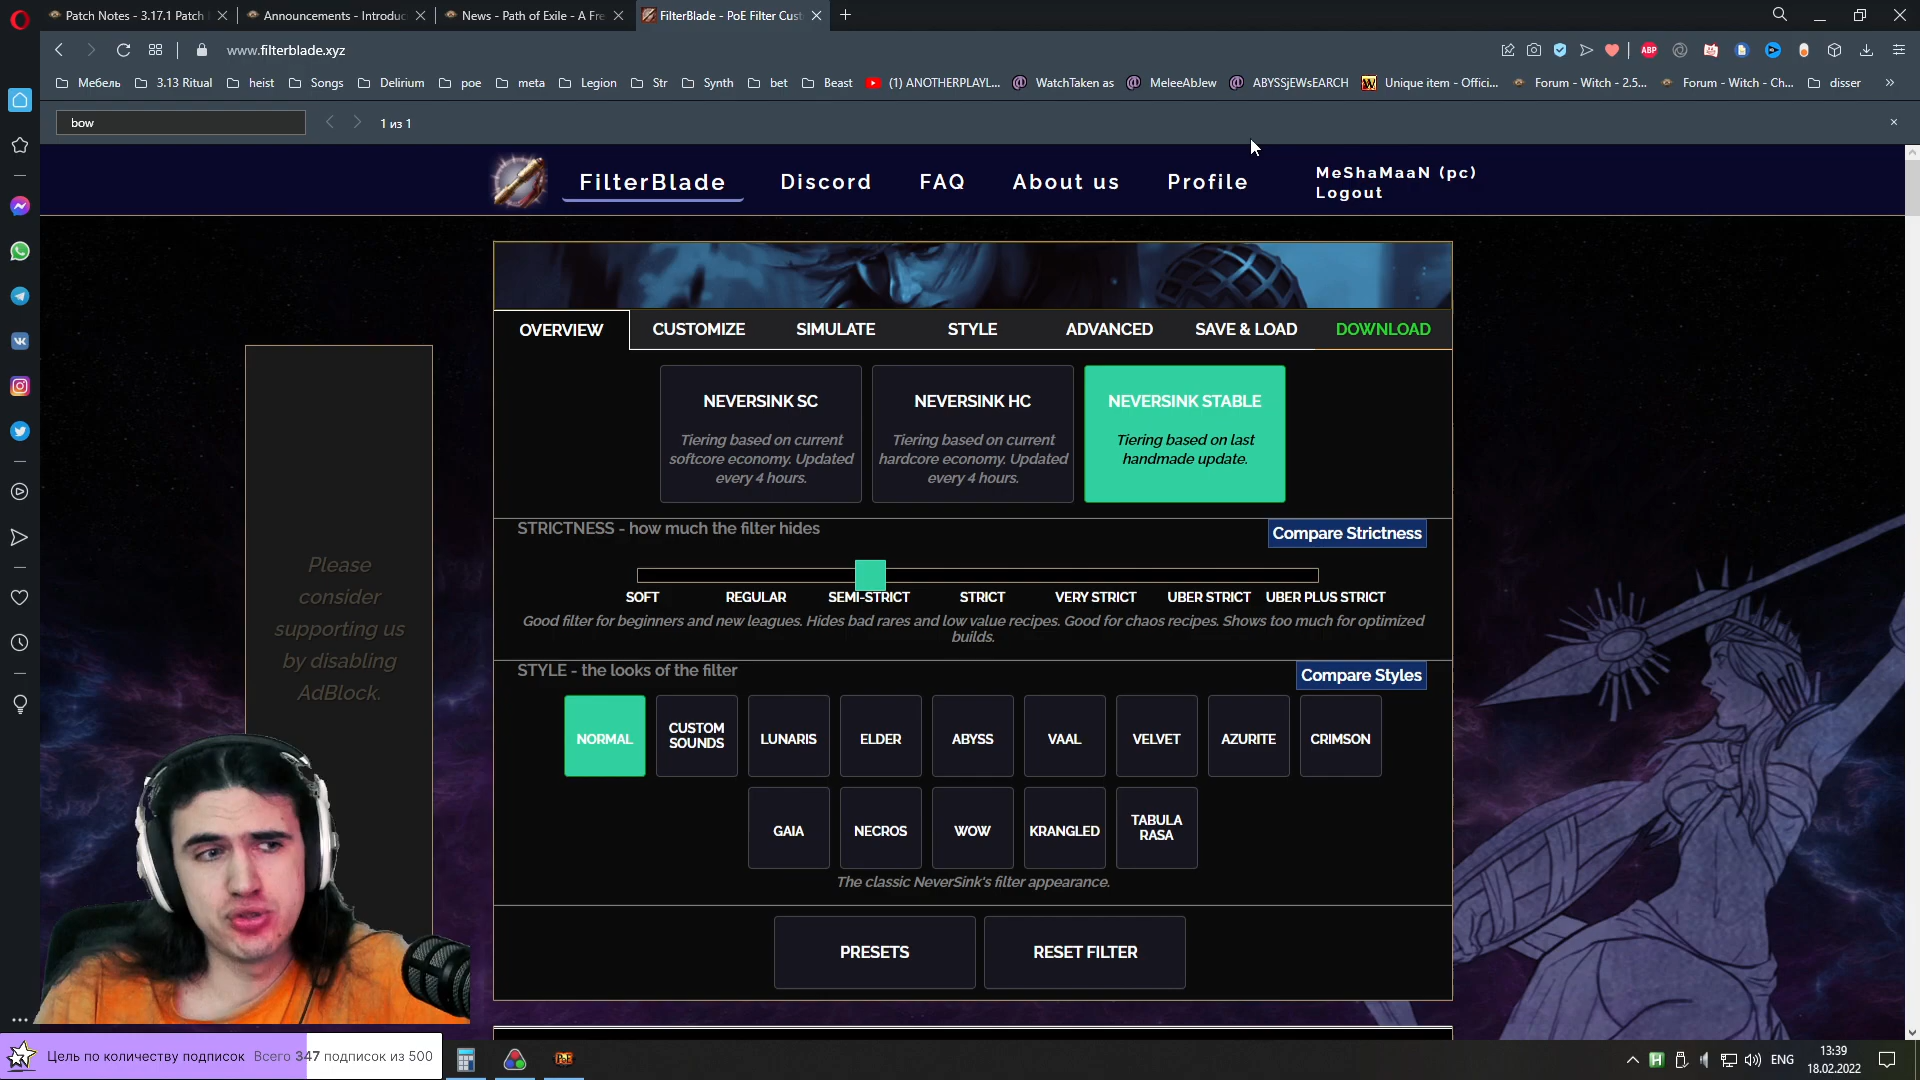 Patch Notes - 3.17.1 Patch
Announcements - Introduc
News - Path of Exile - A Fre
FilterBlade - PoE Filter Cust
www.filterblade.xyz
ABP
Мебель
3.13 Ritual
heist
Songs
Delirium
poe
meta
Legion
Str
Synth
bet
Beast
(1) ANOTHERPLAYL...
WatchTaken as
MeleeAbJew
ABYSSjEWsEARCH
Unique item - Offici...
Forum - Witch - 2.5...
Forum - Witch - Ch...
disser
bow
1 из 1
FilterBlade
Discord
FAQ
About us
Profile
MeShaMaaN (pc)
Logout
OVERVIEW
CUSTOMIZE
SIMULATE
STYLE
ADVANCED
SAVE & LOAD
DOWNLOAD
NEVERSINK SC
Tiering based on current
softcore economy. Updated
every 4 hours.
NEVERSINK HC
Tiering based on current
hardcore economy. Updated
every 4 hours.
NEVERSINK STABLE
Tiering based on last
handmade update.
STRICTNESS - how much the filter hides
Compare Strictness
SOFT
REGULAR
SEMI-STRICT
STRICT
VERY STRICT
UBER STRICT
UBER PLUS STRICT
Good filter for beginners and new leagues. Hides bad rares and low value recipes. Good for chaos recipes. Shows too much for optimized
builds.
STYLE - the looks of the filter
Compare Styles
NORMAL
CUSTOM
SOUNDS
LUNARIS
ELDER
ABYSS
VAAL
VELVET
AZURITE
CRIMSON
GAIA
NECROS
WOW
KRANGLED
TABULA
RASA
The classic NeverSink's filter appearance.
PRESETS
RESET FILTER
Please
consider
supporting us
by disabling
AdBlock.
Цель по количеству подписок
Всего 347 подписок из 500
PoE
ENG
13:39
18.02.2022